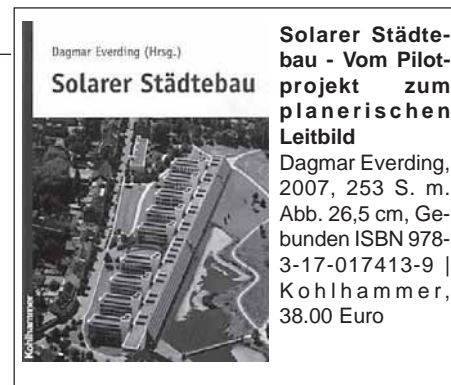 Dagmar Everding (Hrsg.)
Solarer Städtebau
Kohlhammer
Solarer Städte-
bau - Vom Pilot-
projekt zum
planerischen
Leitbild
Dagmar Everding,
2007, 253 S. m.
Abb. 26,5 cm, Ge-
bunden ISBN 978-
3-17-017413-9 |
Kohlhammer,
38.00 Euro